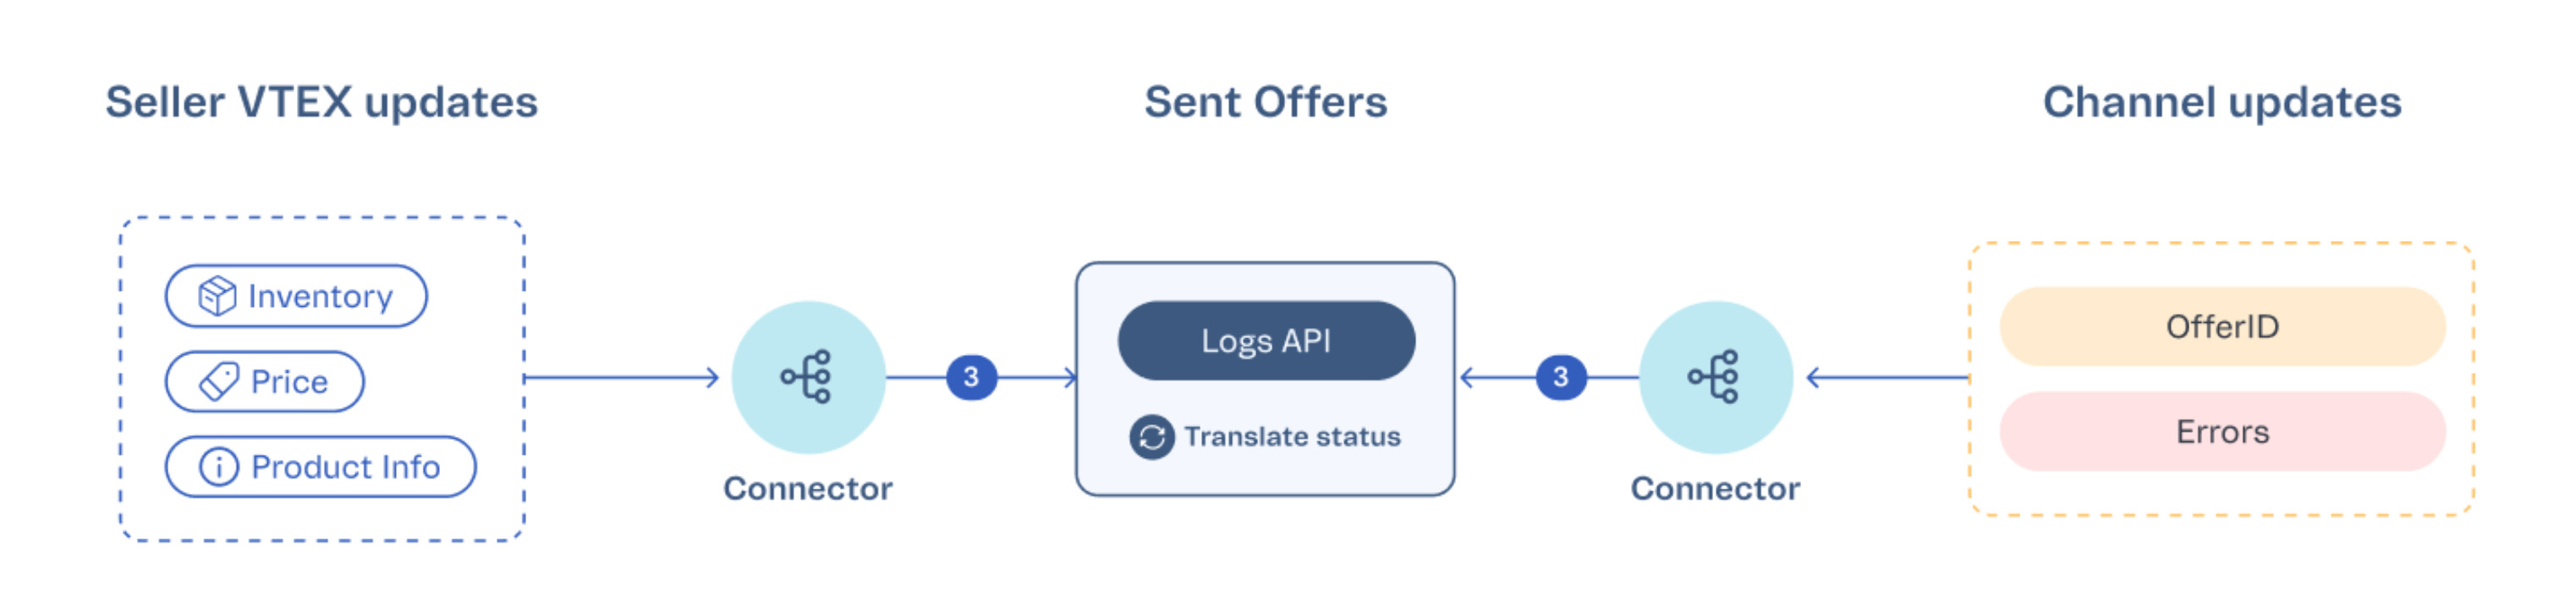 Seller VTEX updates
Sent Offers
Channel updates
Inventory
Price
Product Info
Connector
3
Logs API
Translate status
3
Connector
OfferID
Errors